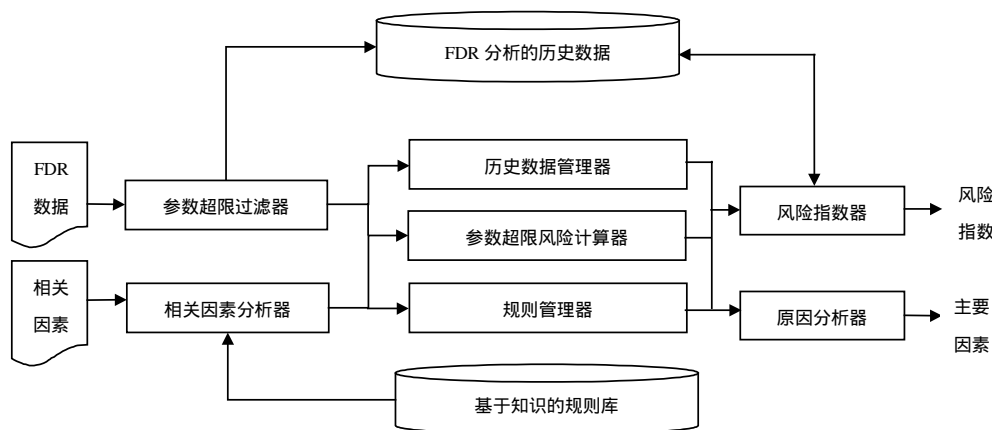 FDR 分析的历史数据
FDR
数据
参数超限过滤器
历史数据管理器
参数超限风险计算器
风险指数器
风险
指数
相关
因素
相关因素分析器
规则管理器
原因分析器
主要
因素
基于知识的规则库